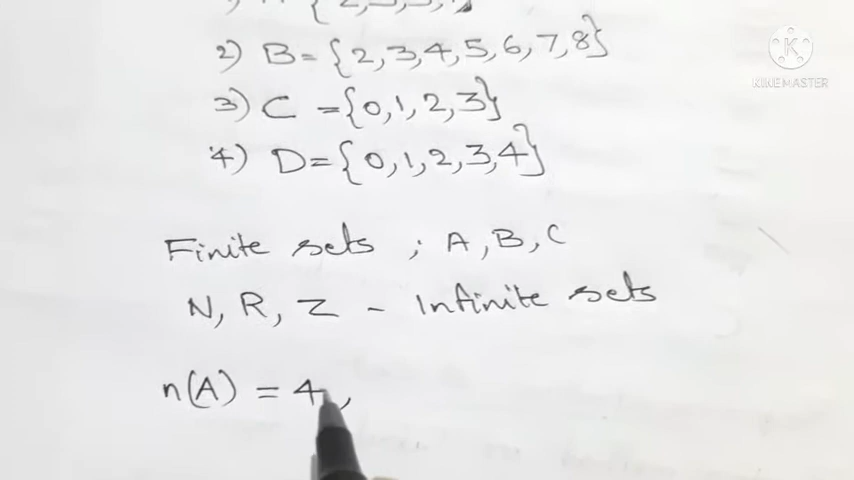 2) B = {2, 3, 4, 5, 6, 7, 8}
3) C = {0, 1, 2, 3}
4) D = {0, 1, 2, 3, 4}
Finite sets ; A, B, C
N, R, Z - Infinite sets
n(A) = 4,
KINEMASTER